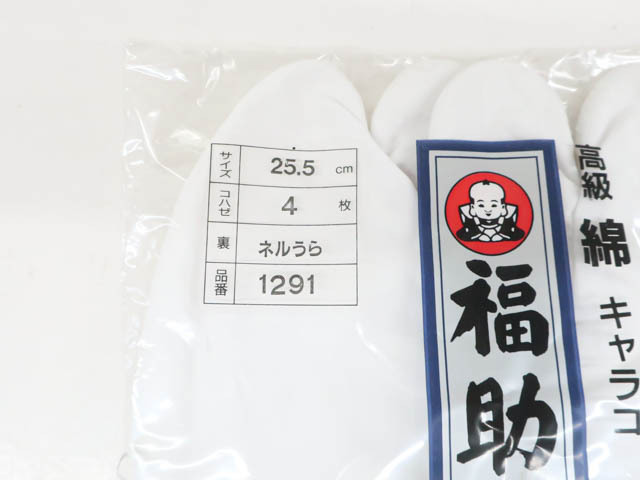 サイズ 25.5 cm
コハゼ 4 枚
裏 ネルうら
品番 1291
福助
高級 綿 キャラコ